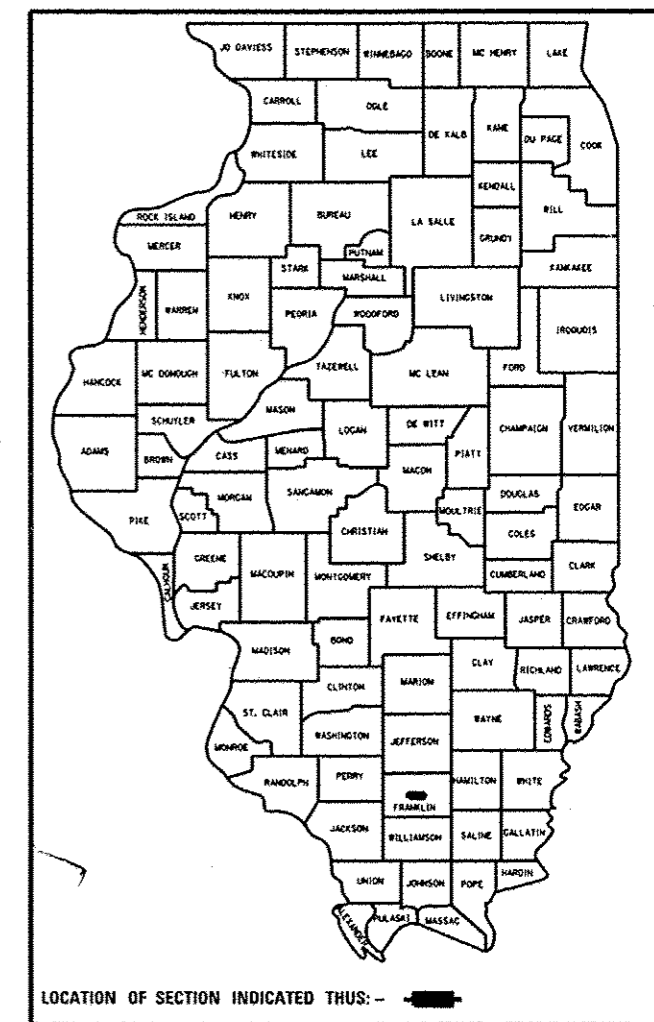 JO DAVIESS STEPHENSON WINNEBAGO BOONE MC HENRY LAKE
CARROLL OGLE DE KALB KANE DU PAGE COOK
WHITESIDE LEE KENDALL WILL
ROCK ISLAND HENRY BUREAU LA SALLE GRUNDY
MERCER PUTNAM KANKAKEE
HENDERSON WARREN KNOX STARK MARSHALL LIVINGSTON
PEORIA WOODFORD IROQUOIS
HANCOCK MC DONOUGH FULTON TAZEWELL MC LEAN FORD
SCHUYLER MASON LOGAN DE WITT CHAMPAIGN VERMILION
ADAMS BROWN CASS MENARD MACON PIATT
PIKE SCOTT MORGAN SANGAMON CHRISTIAN MOULTRIE DOUGLAS EDGAR
COLES
CALHOUN GREENE MACOUPIN MONTGOMERY SHELBY CUMBERLAND CLARK
JERSEY FAYETTE EFFINGHAM JASPER CRAWFORD
MADISON BOND CLAY RICHLAND LAWRENCE
CLINTON MARION
ST. CLAIR WAYNE EDWARDS WABASH
MONROE WASHINGTON JEFFERSON
RANDOLPH PERRY HAMILTON WHITE
FRANKLIN
JACKSON WILLIAMSON SALINE GALLATIN
UNION JOHNSON POPE HARDIN
ALEXANDER PULASKI MASSAC
LOCATION OF SECTION INDICATED THUS: -